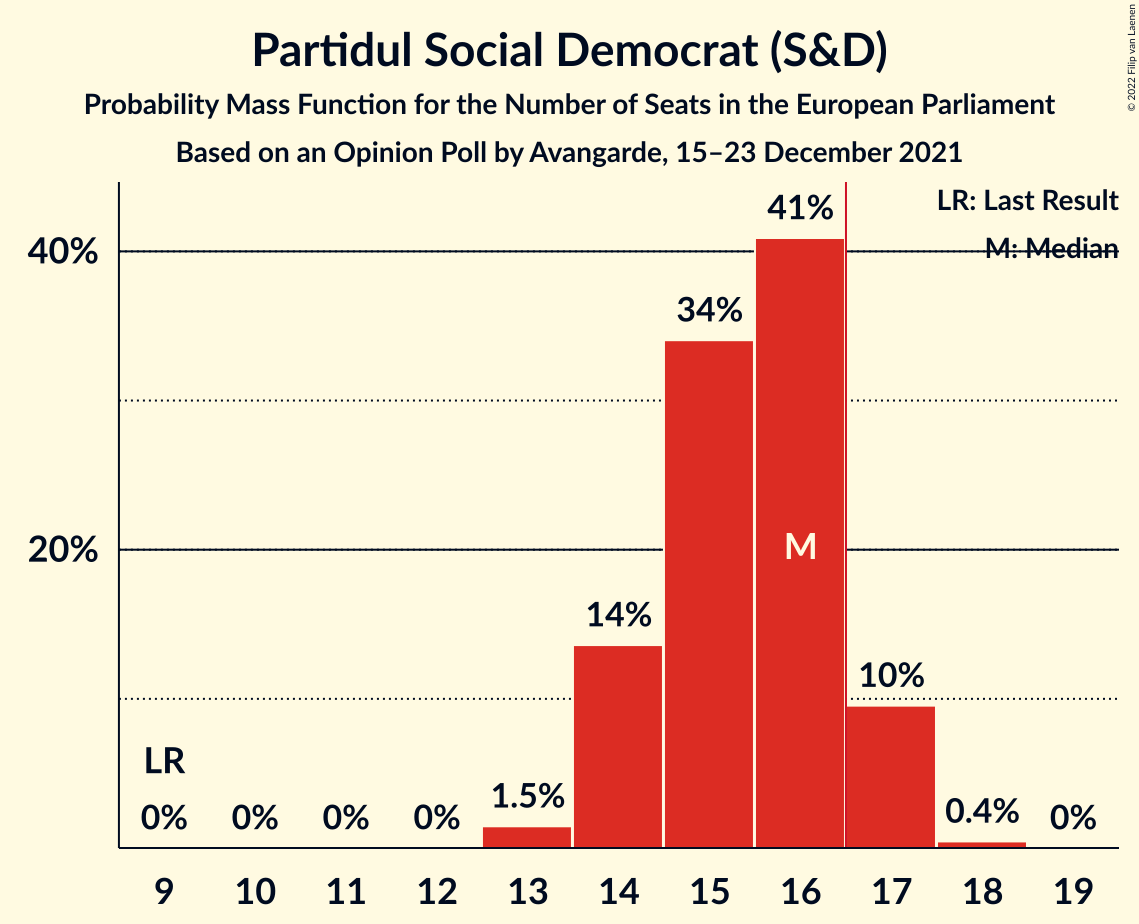 Partidul Social Democrat (S&D)
Probability Mass Function for the Number of Seats in the European Parliament
Based on an Opinion Poll by Avangarde, 15–23 December 2021
© 2022 Filip van Laenen
LR: Last Result
M: Median
40%
20%
41%
34%
M
14%
10%
LR
0%
0%
0%
0%
1.5%
0.4%
0%
9 10 11 12 13 14 15 16 17 18 19